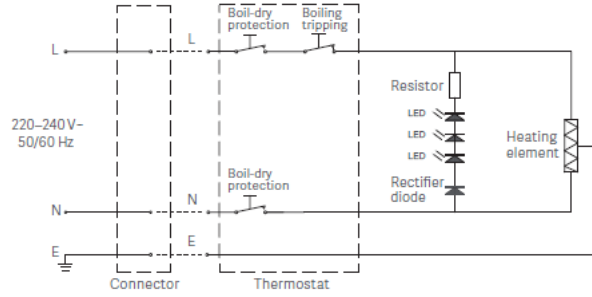 Boil-dry
protection
Boiling
tripping
L
L
Resistor
LED
LED
LED
220–240 V~
50/60 Hz
Heating
element
Boil-dry
protection
Rectifier
diode
N
N
E
E
Connector
Thermostat